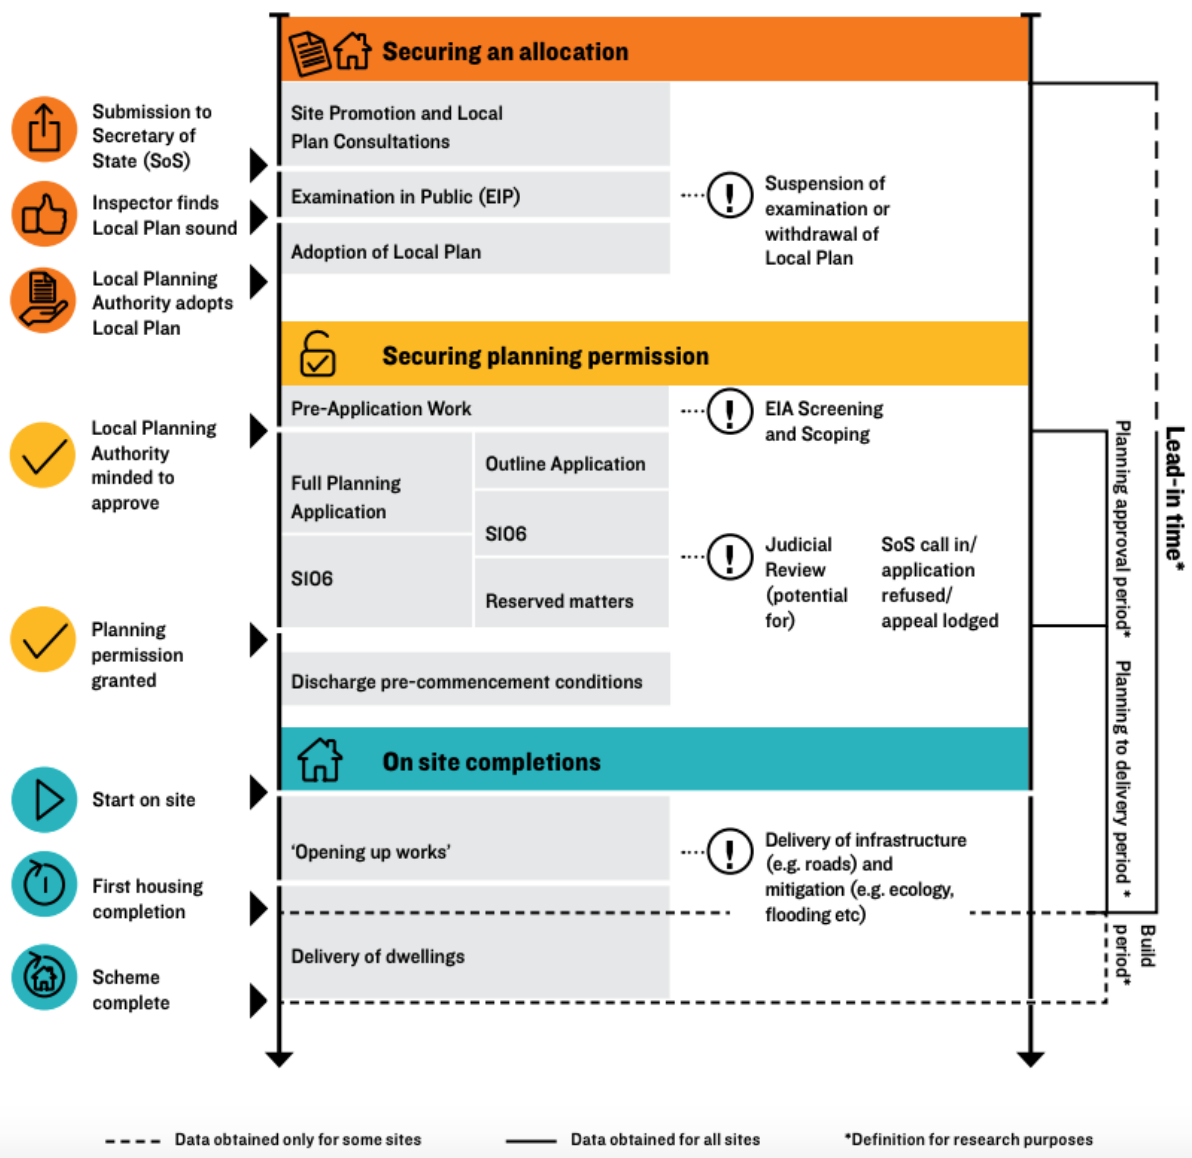 Securing an allocation
Submission to
Secretary of
State (SoS)
Site Promotion and Local
Plan Consultations
Inspector finds
Local Plan sound
Examination in Public (EIP)
Suspension of
examination or
withdrawal of
Local Plan
Adoption of Local Plan
Local Planning
Authority adopts
Local Plan
Securing planning permission
Pre-Application Work
EIA Screening
and Scoping
Local Planning
Authority
minded to
approve
Full Planning
Application
Outline Application
S106
S106
Reserved matters
Judicial
Review
(potential
for)
SoS call in/
application
refused/
appeal lodged
Planning
permission
granted
Discharge pre-commencement conditions
On site completions
Start on site
'Opening up works'
Delivery of infrastructure
(e.g. roads) and
mitigation (e.g. ecology,
flooding etc)
First housing
completion
Delivery of dwellings
Scheme
complete
Lead-in time*
Planning approval period*
Planning to delivery period *
Build
period*
Data obtained only for some sites
Data obtained for all sites
*Definition for research purposes